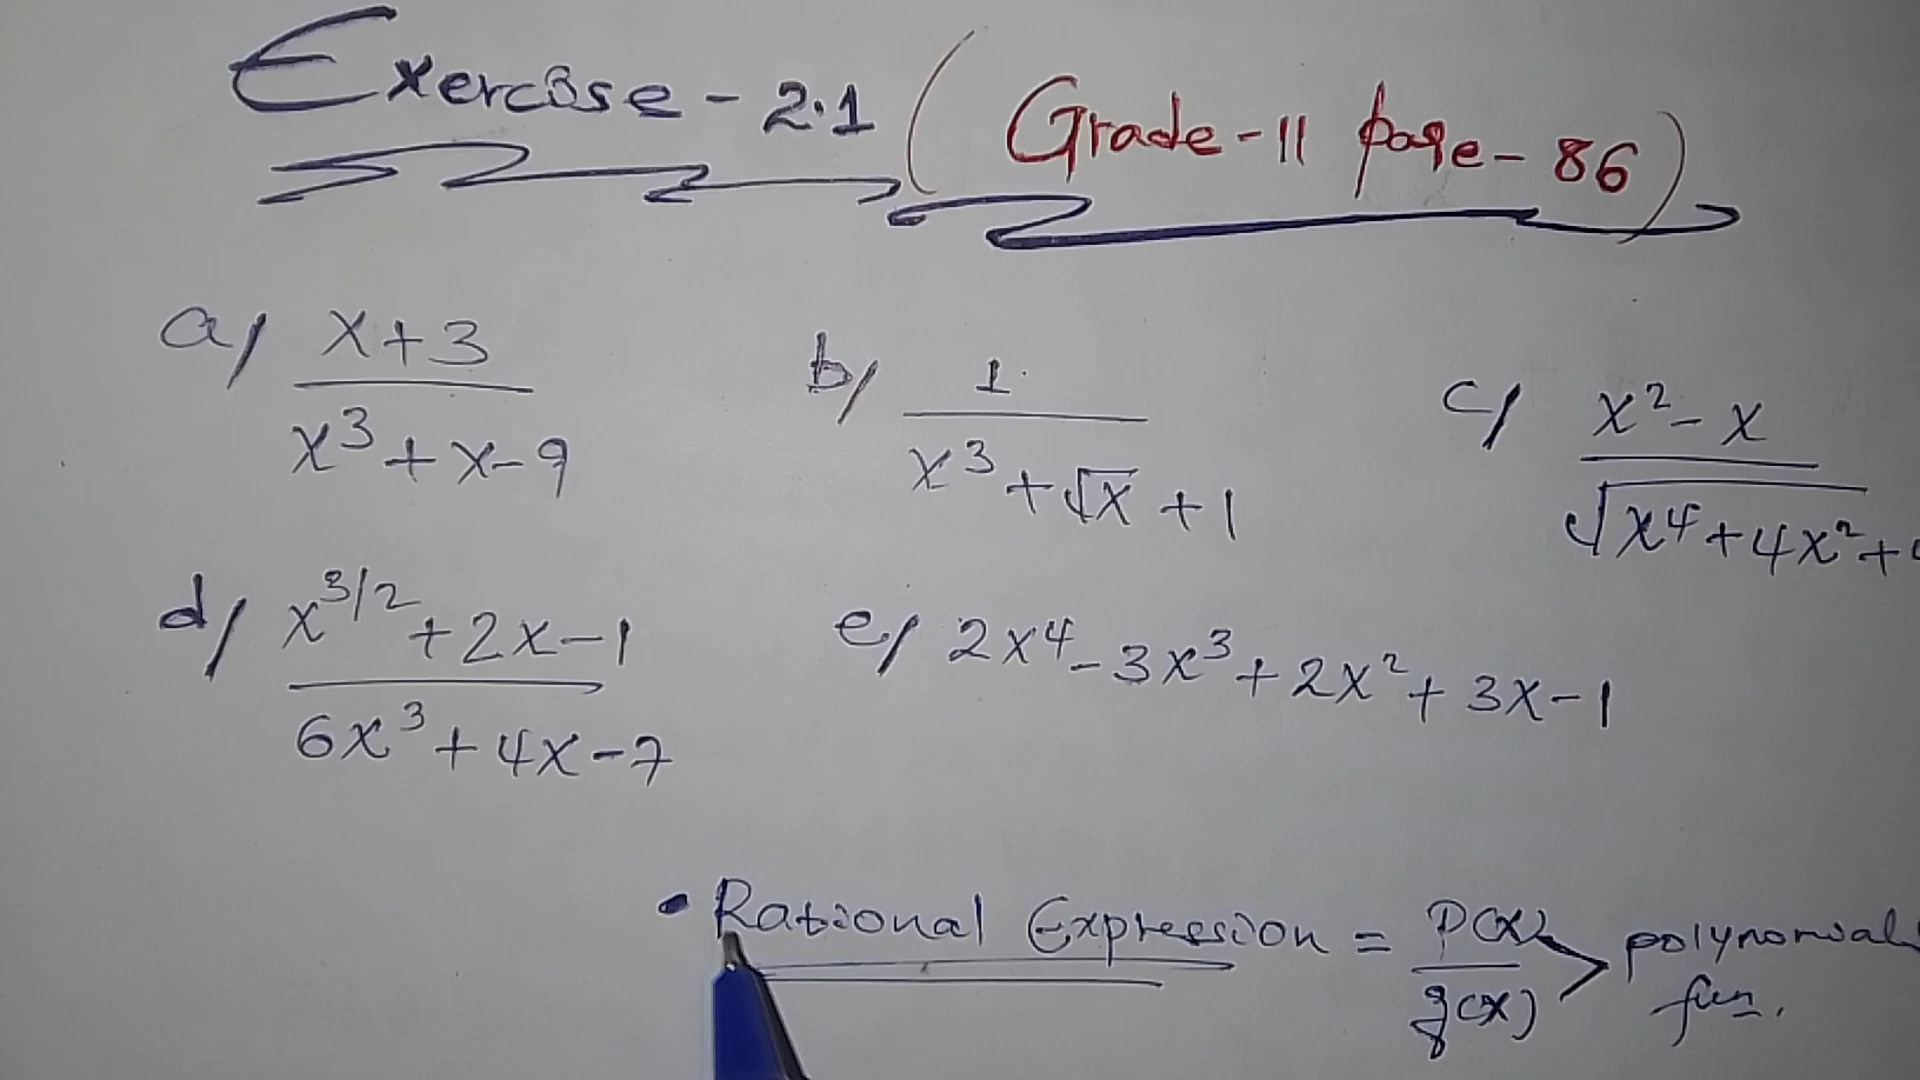 Exercise - 2.1 (Grade - 11 page - 86)
a/ x+3 / x³+x-9
b/ 1 / x³+√x+1
c/ x²-x / √x⁴+4x²+
d/ x^3/2+2x-1 / 6x³+4x-7
e/ 2x⁴-3x³+2x²+3x-1
• Rational Expression = P(x) / q(x) > polynomial
fun.